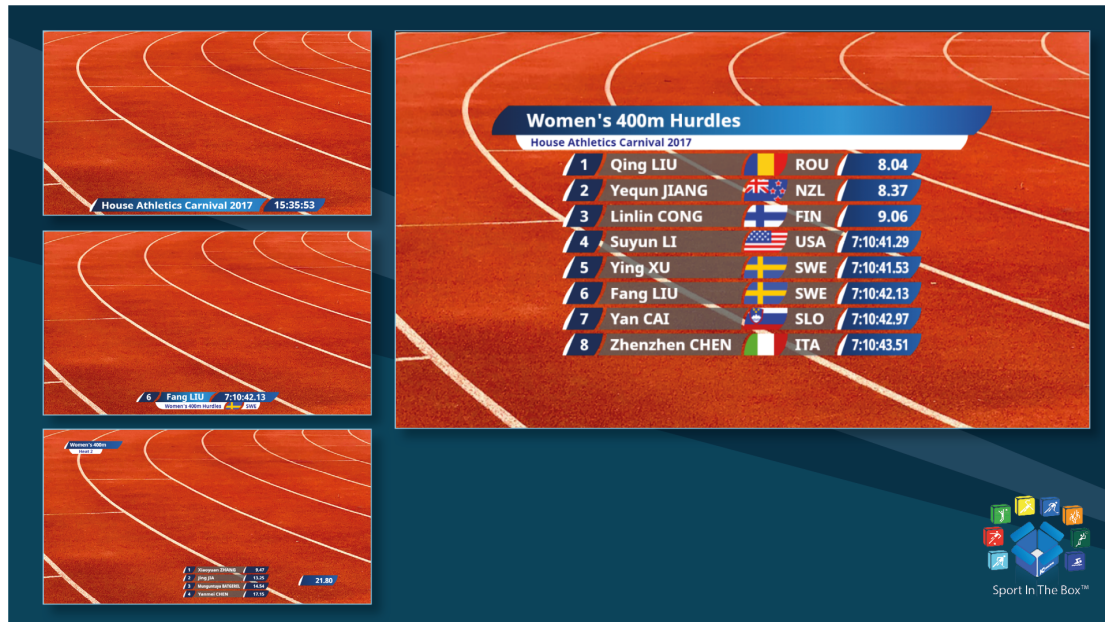 House Athletics Carnival 2017 15:35:53
6 Fang LIU 7:10:42.13
Women's 400m Hurdles SWE
Women's 400m
Heat 2
1 Xiaoyuan ZHANG 9.47
2 Jing JIA 13.25
3 Munguntuya BATGEREL 14.54
4 Yanmei CHEN 17.15
21.80
Women's 400m Hurdles
House Athletics Carnival 2017
1 Qing LIU ROU 8.04
2 Yequn JIANG NZL 8.37
3 Linlin CONG FIN 9.06
4 Suyun LI USA 7:10:41.29
5 Ying XU SWE 7:10:41.53
6 Fang LIU SWE 7:10:42.13
7 Yan CAI SLO 7:10:42.97
8 Zhenzhen CHEN ITA 7:10:43.51
Sport In The Box™